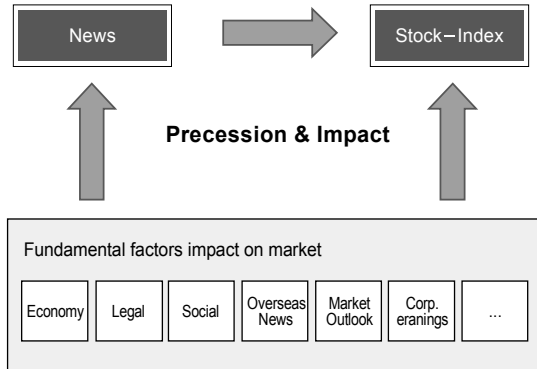 News
Stock-Index
Precession & Impact
Fundamental factors impact on market
Economy
Legal
Social
Overseas
News
Market
Outlook
Corp.
eranings
...